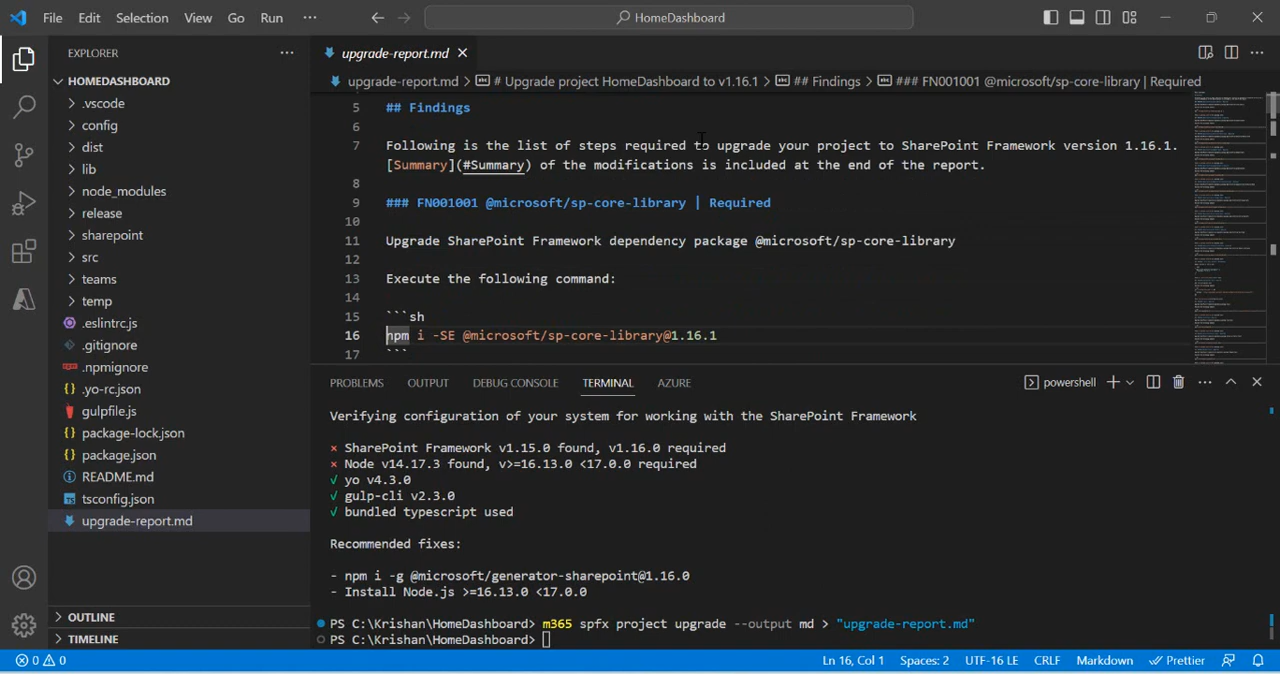 File Edit Selection View Go Run ··· HomeDashboard
EXPLORER ···
HOMEDASHBOARD
.vscode
config
dist
lib
node_modules
release
sharepoint
src
teams
temp
.eslintrc.js
.gitignore
.npmignore
.yo-rc.json
gulpfile.js
package-lock.json
package.json
README.md
tsconfig.json
upgrade-report.md
OUTLINE
TIMELINE
upgrade-report.md
upgrade-report.md > # Upgrade project HomeDashboard to v1.16.1 > ## Findings > ### FN001001 @microsoft/sp-core-library | Required
5 ## Findings
6
7 Following is the list of steps required to upgrade your project to SharePoint Framework version 1.16.1.
[Summary](#Summary) of the modifications is included at the end of the report.
8
9 ### FN001001 @microsoft/sp-core-library | Required
10
11 Upgrade SharePoint Framework dependency package @microsoft/sp-core-library
12
13 Execute the following command:
14
15 ```sh
16 npm i -SE @microsoft/sp-core-library@1.16.1
17 ```
PROBLEMS OUTPUT DEBUG CONSOLE TERMINAL AZURE powershell
Verifying configuration of your system for working with the SharePoint Framework
× SharePoint Framework v1.15.0 found, v1.16.0 required
× Node v14.17.3 found, v>=16.13.0 <17.0.0 required
√ yo v4.3.0
√ gulp-cli v2.3.0
√ bundled typescript used
Recommended fixes:
- npm i -g @microsoft/generator-sharepoint@1.16.0
- Install Node.js >=16.13.0 <17.0.0
PS C:\Krishan\HomeDashboard> m365 spfx project upgrade --output md > "upgrade-report.md"
PS C:\Krishan\HomeDashboard>
0 0 Ln 16, Col 1 Spaces: 2 UTF-16 LE CRLF Markdown Prettier